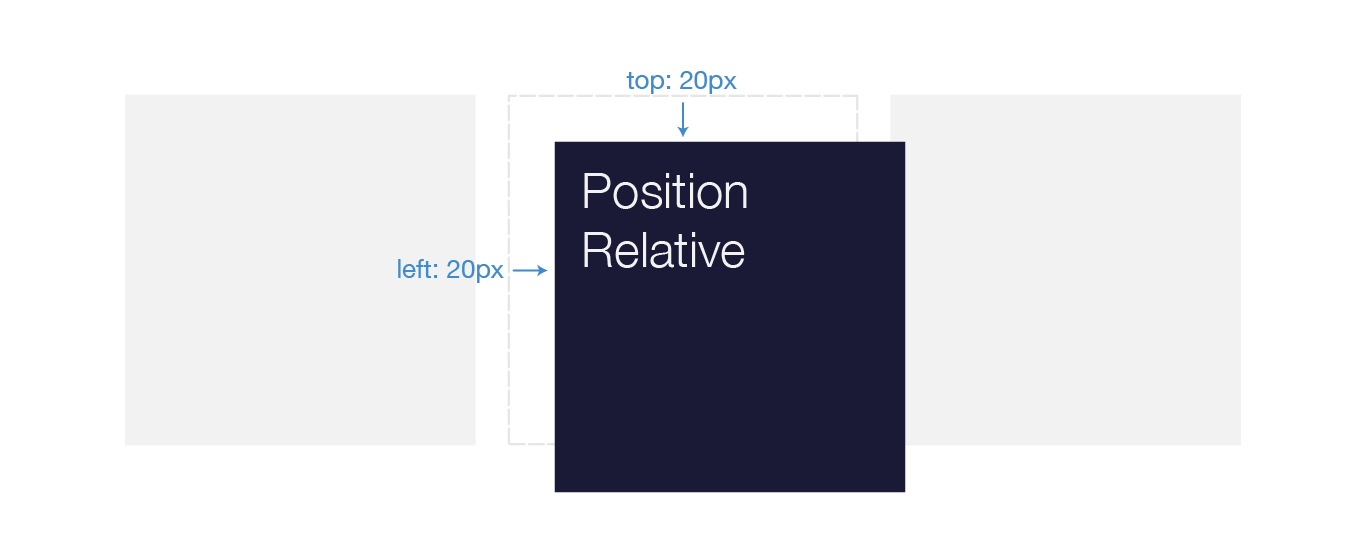 top: 20px
Position
Relative
left: 20px